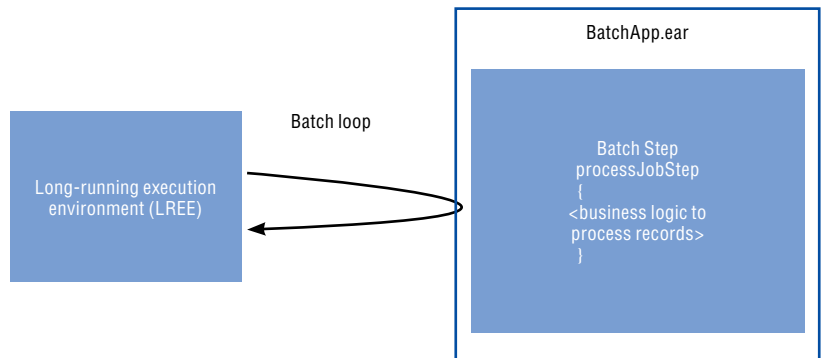 BatchApp.ear
Batch loop
Long-running execution
environment (LREE)
Batch Step
processJobStep
{
<business logic to
process records>
}